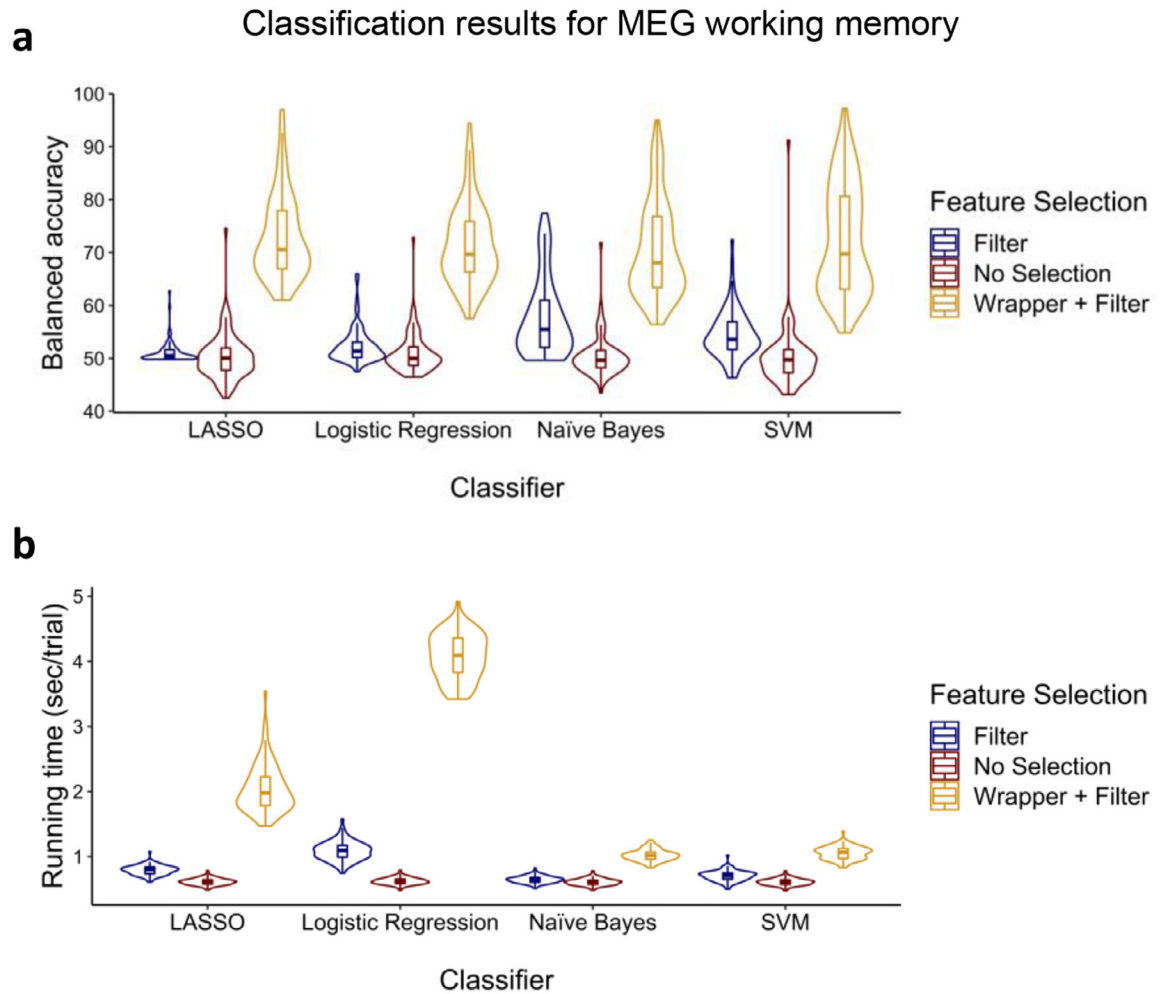 Classification results for MEG working memory
a
Balanced accuracy
100
90
80
70
60
50
40
LASSO Logistic Regression Naïve Bayes SVM
Classifier
Feature Selection
Filter
No Selection
Wrapper + Filter
b
Running time (sec/trial)
5
4
3
2
1
LASSO Logistic Regression Naïve Bayes SVM
Classifier
Feature Selection
Filter
No Selection
Wrapper + Filter